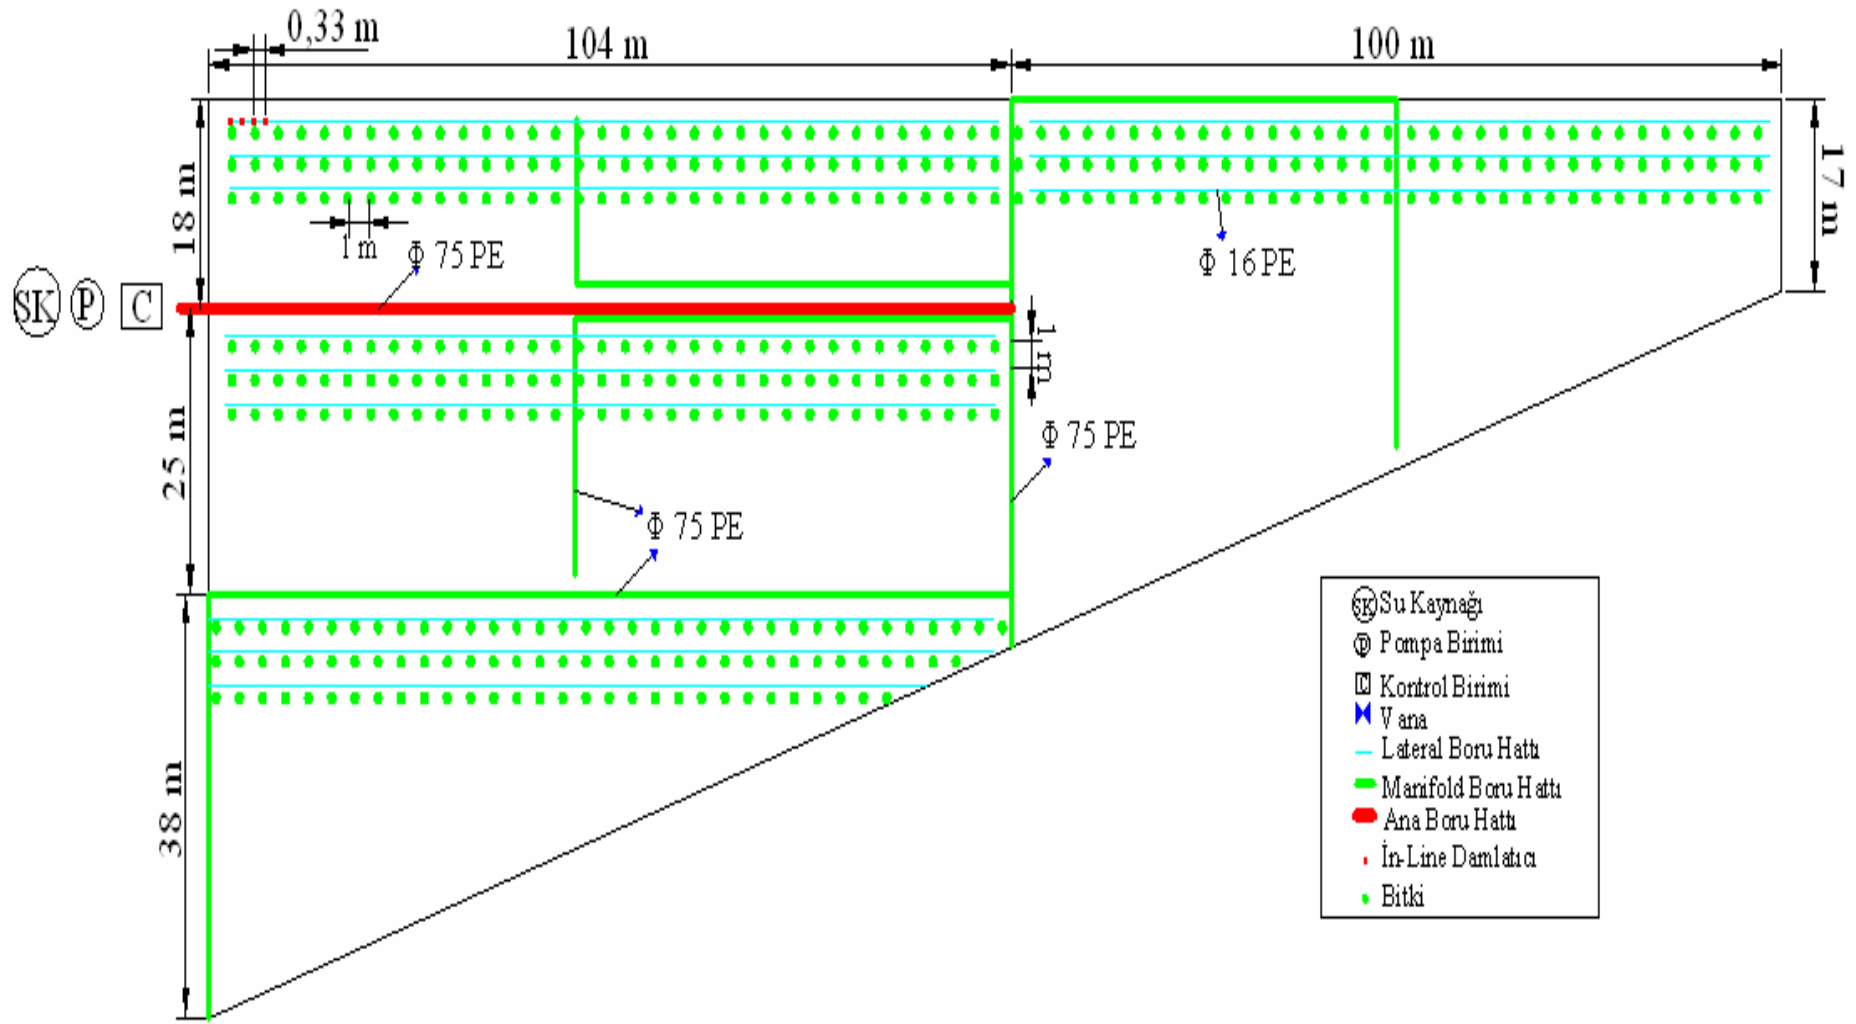 0,33 m
104 m
100 m
18 m
17 m
1 m
Φ 75 PE
Φ 16 PE
SK P C
1 m
25 m
Φ 75 PE
Φ 75 PE
38 m
SK Su Kaynağı
P Pompa Birimi
C Kontrol Birimi
Vana
Lateral Boru Hattı
Manifold Boru Hattı
Ana Boru Hattı
İn-Line Damlatıcı
Bitki